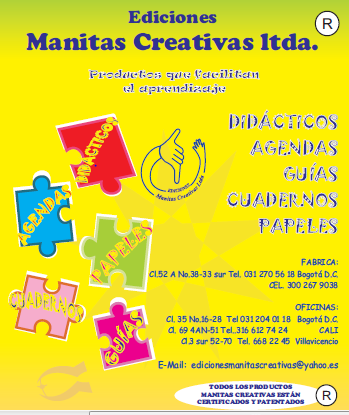 Ediciones
®
Manitas Creativas ltda.
Productos que facilitan
el aprendizaje
DIDÁCTICOS
AGENDAS
PAPELES
CUADERNOS
GUÍAS
EDICIONES
Manitas Creativas Ltda.
DIDÁCTICOS
AGENDAS
GUÍAS
CUADERNOS
PAPELES
FABRICA:
Cl.52 A No.38-33 sur Tel. 031 270 56 18 Bogotá D.C.
CEL. 300 267 9038
OFICINAS:
Cl. 35 No.16-28 Tel 031 204 01 18 Bogotá D.C.
Cl. 69 4AN-51 Tel..316 612 74 24 CALI
Cl.3 sur 52-70 Tel. 668 22 45 Villavicencio
E-Mail: edicionesmanitascreativas@yahoo.es
TODOS LOS PRODUCTOS
MANITAS CREATIVAS ESTÁN
CERTIFICADOS Y PATENTADOS
®